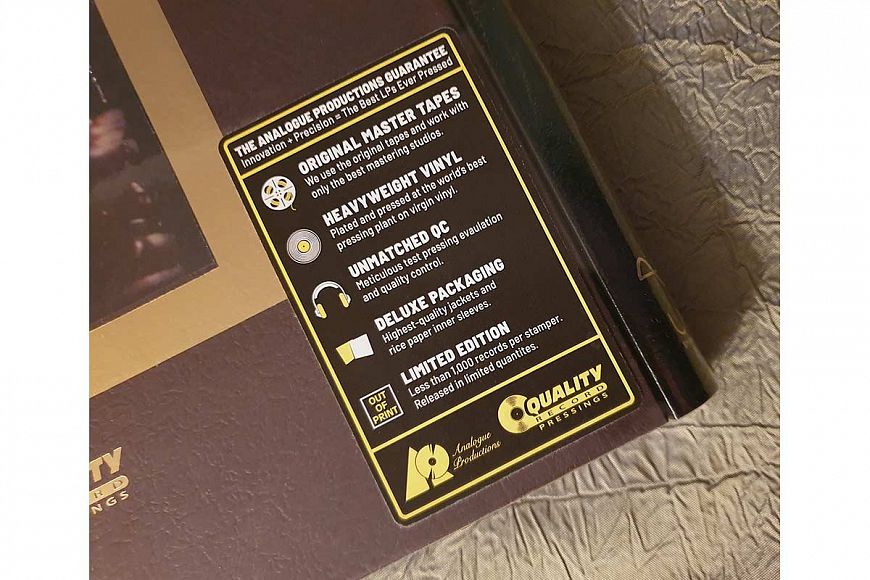 THE ANALOGUE PRODUCTIONS GUARANTEE
Innovation + Precision = The Best LPs Ever Pressed
ORIGINAL MASTER TAPES
We use the original tapes and work with
only the best mastering studios.
HEAVYWEIGHT VINYL
Plated and pressed at the world's best
pressing plant on virgin vinyl.
UNMATCHED QC
Meticulous test pressing evaulation
and quality control.
DELUXE PACKAGING
Highest-quality jackets and
rice paper inner sleeves.
LIMITED EDITION
Less than 1,000 records per stamper.
Released in limited quantites.
OUT
OF
PRINT
Analogue
Productions
QUALITY
RECORD
PRESSINGS